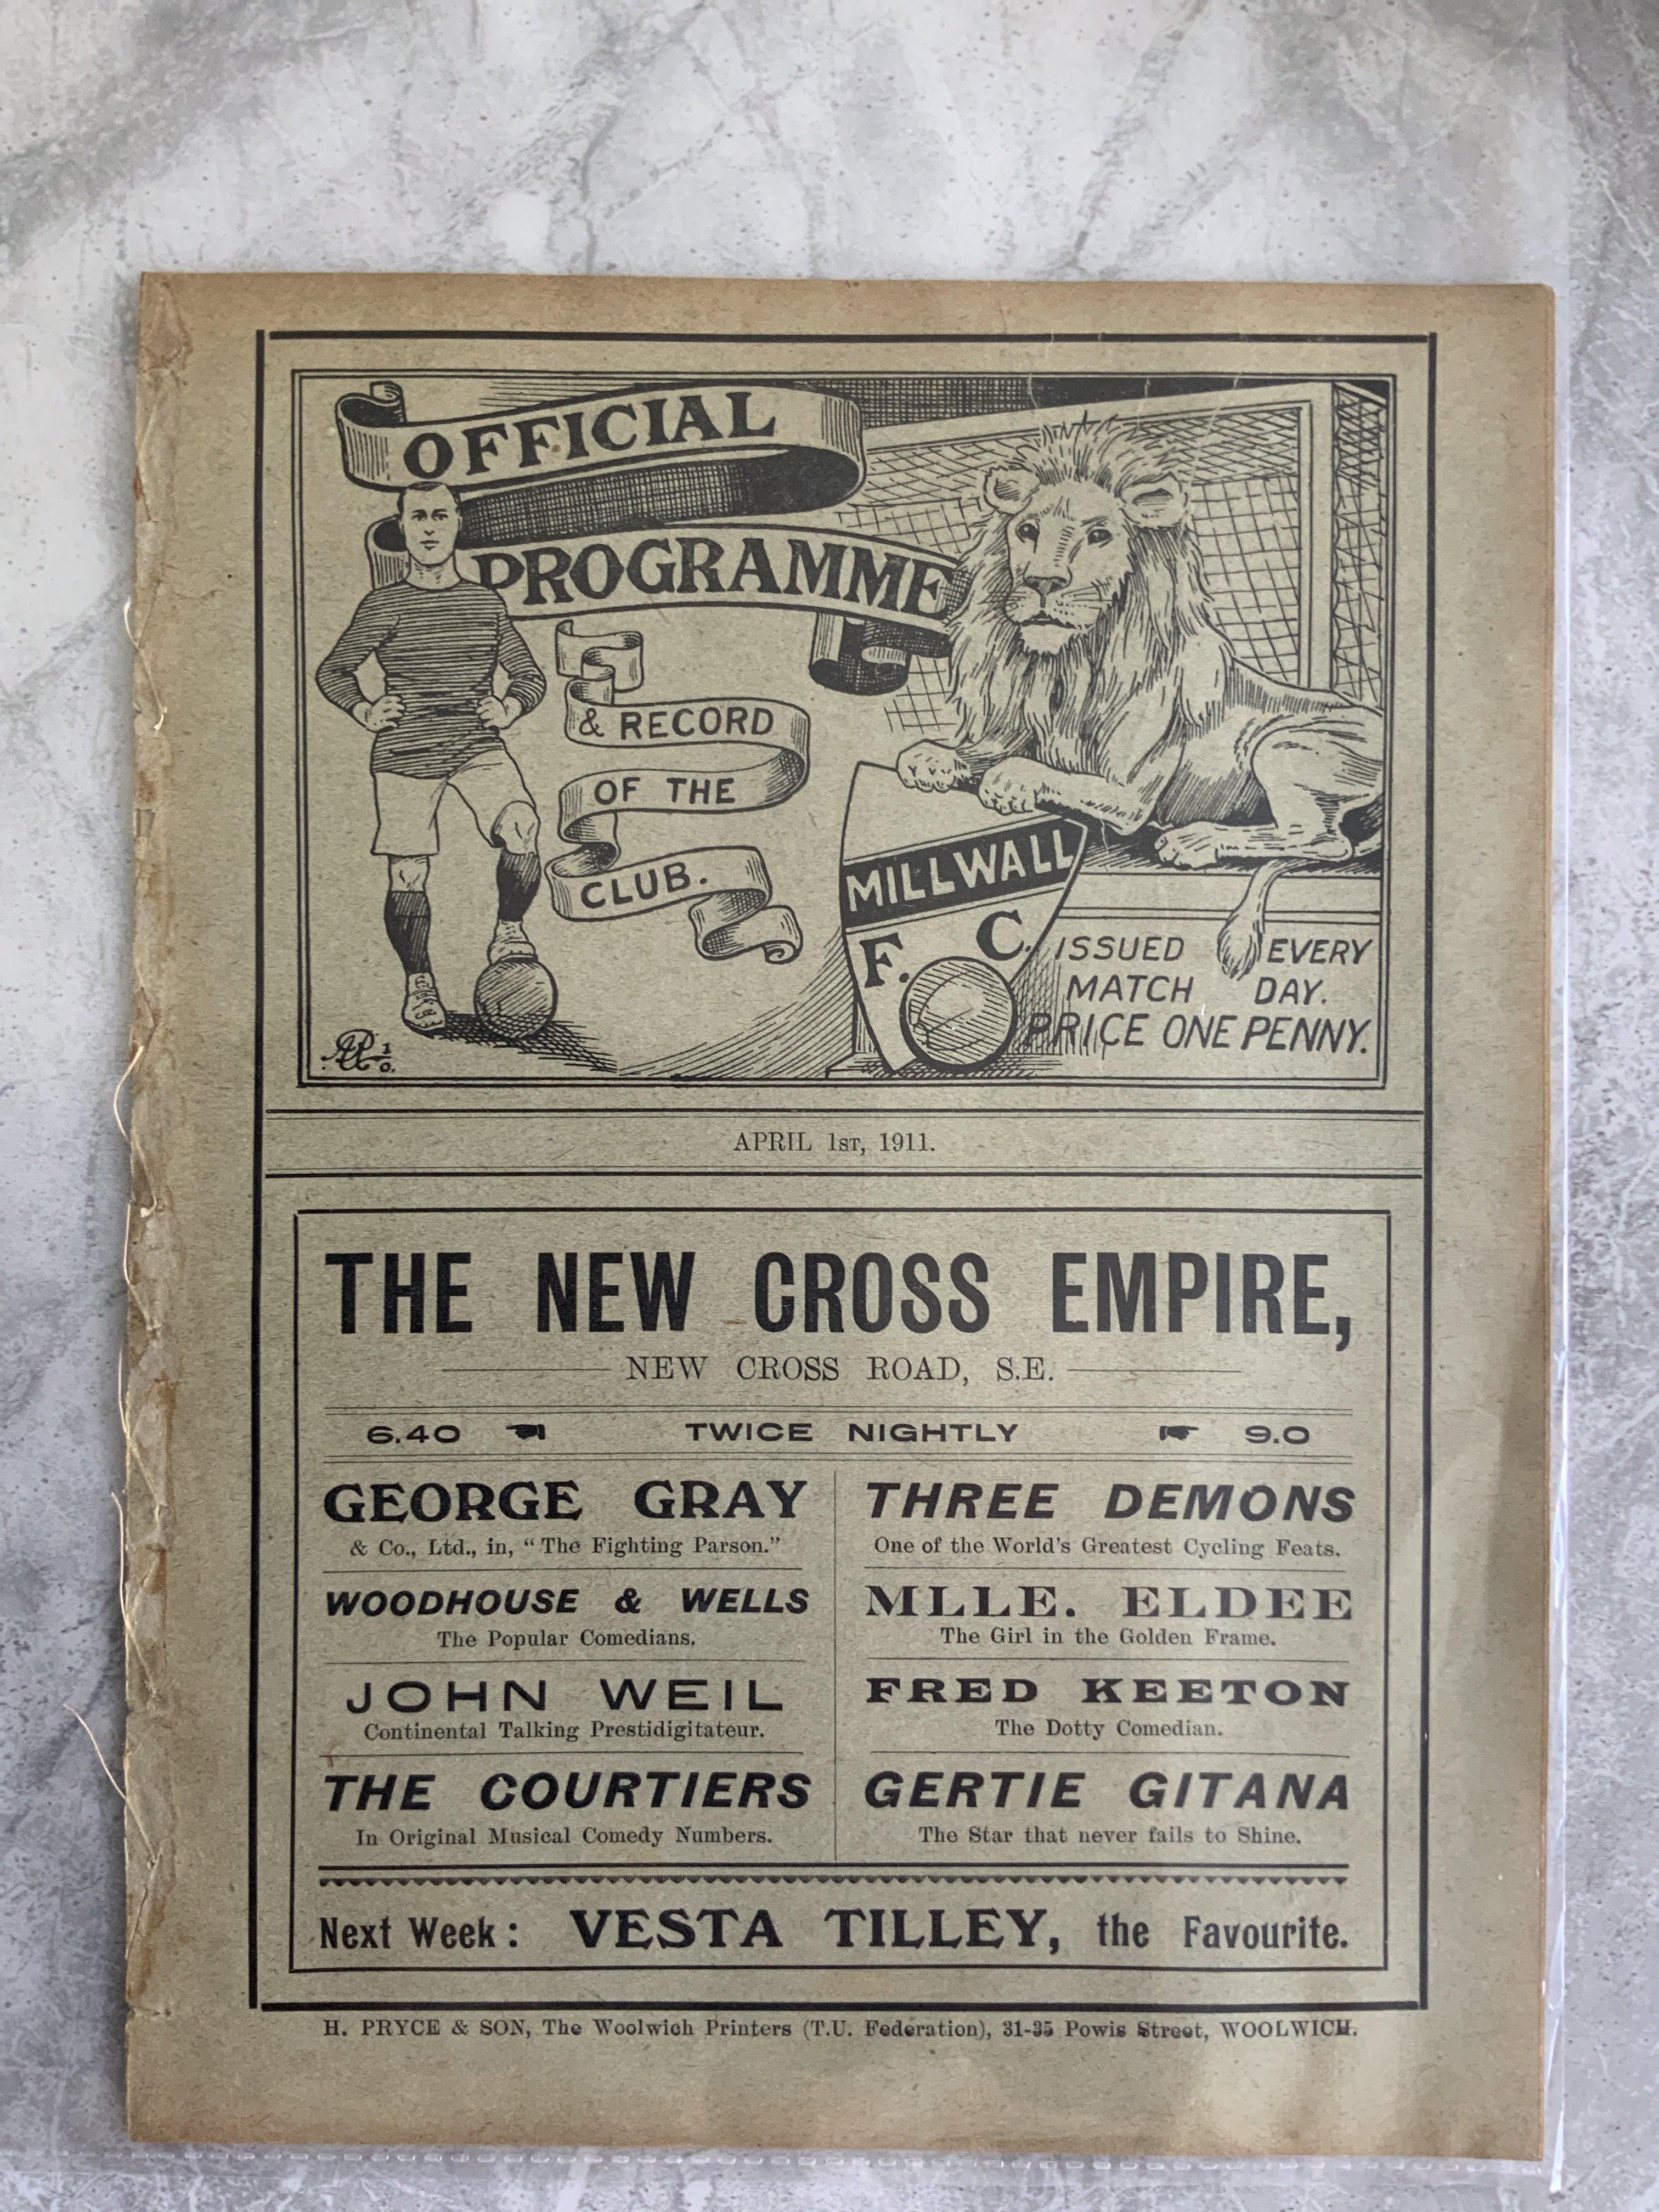 OFFICIAL
PROGRAMME
& RECORD
OF THE
CLUB.
MILLWALL
F. C.
ISSUED EVERY
MATCH DAY.
PRICE ONE PENNY.
APRIL 1ST, 1911.
THE NEW CROSS EMPIRE,
NEW CROSS ROAD, S.E.
6.40 TWICE NIGHTLY 9.0
GEORGE GRAY
& Co., Ltd., in, "The Fighting Parson."
WOODHOUSE & WELLS
The Popular Comedians.
JOHN WEIL
Continental Talking Prestidigitateur.
THE COURTIERS
In Original Musical Comedy Numbers.
THREE DEMONS
One of the World's Greatest Cycling Feats.
MLLE. ELDEE
The Girl in the Golden Frame.
FRED KEETON
The Dotty Comedian.
GERTIE GITANA
The Star that never fails to Shine.
Next Week: VESTA TILLEY, the Favourite.
H. PRYCE & SON, The Woolwich Printers (T.U. Federation), 31-35 Powis Street, WOOLWICH.